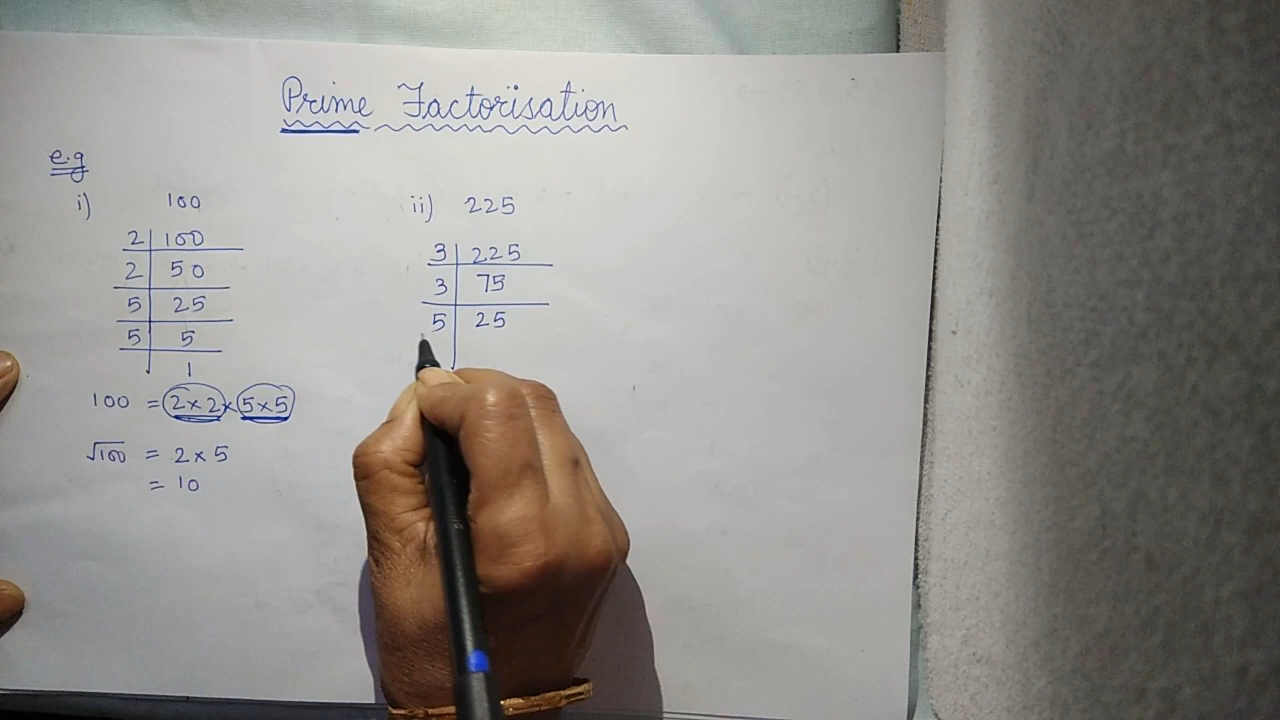 Prime Factorisation
e.g
i) 100
2 | 100
2 | 50
5 | 25
5 | 5
1
100 = 2×2×5×5
√100 = 2×5
= 10
ii) 225
3 | 225
3 | 75
5 | 25